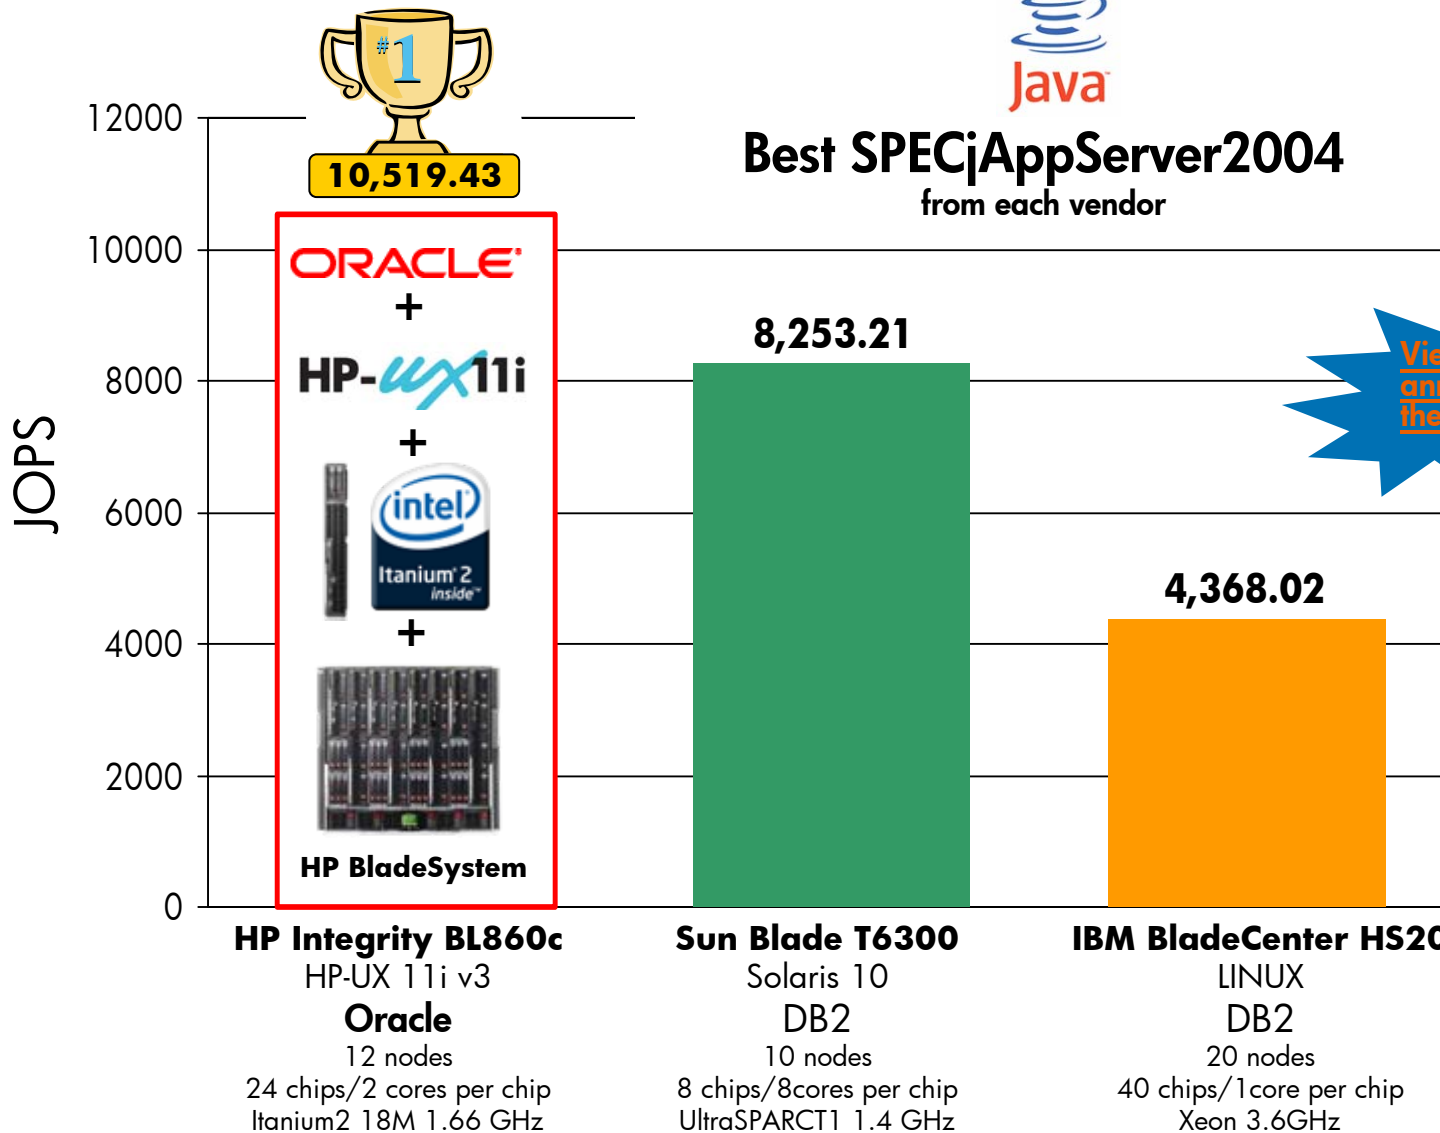 #1
Java
12000
10,519.43
Best SPECjAppServer2004
from each vendor
10000
ORACLE
+
8,253.21
HP-UX11i
8000
+
JOPS
intel
6000
Itanium 2
inside™
4,368.02
+
4000
2000
HP BladeSystem
0
HP Integrity BL860c
HP-UX 11i v3
Oracle
12 nodes
24 chips/2 cores per chip
Itanium2 18M 1.66 GHz
Sun Blade T6300
Solaris 10
DB2
10 nodes
8 chips/8cores per chip
UltraSPARCT1 1.4 GHz
IBM BladeCenter HS20
LINUX
DB2
20 nodes
40 chips/1core per chip
Xeon 3.6GHz